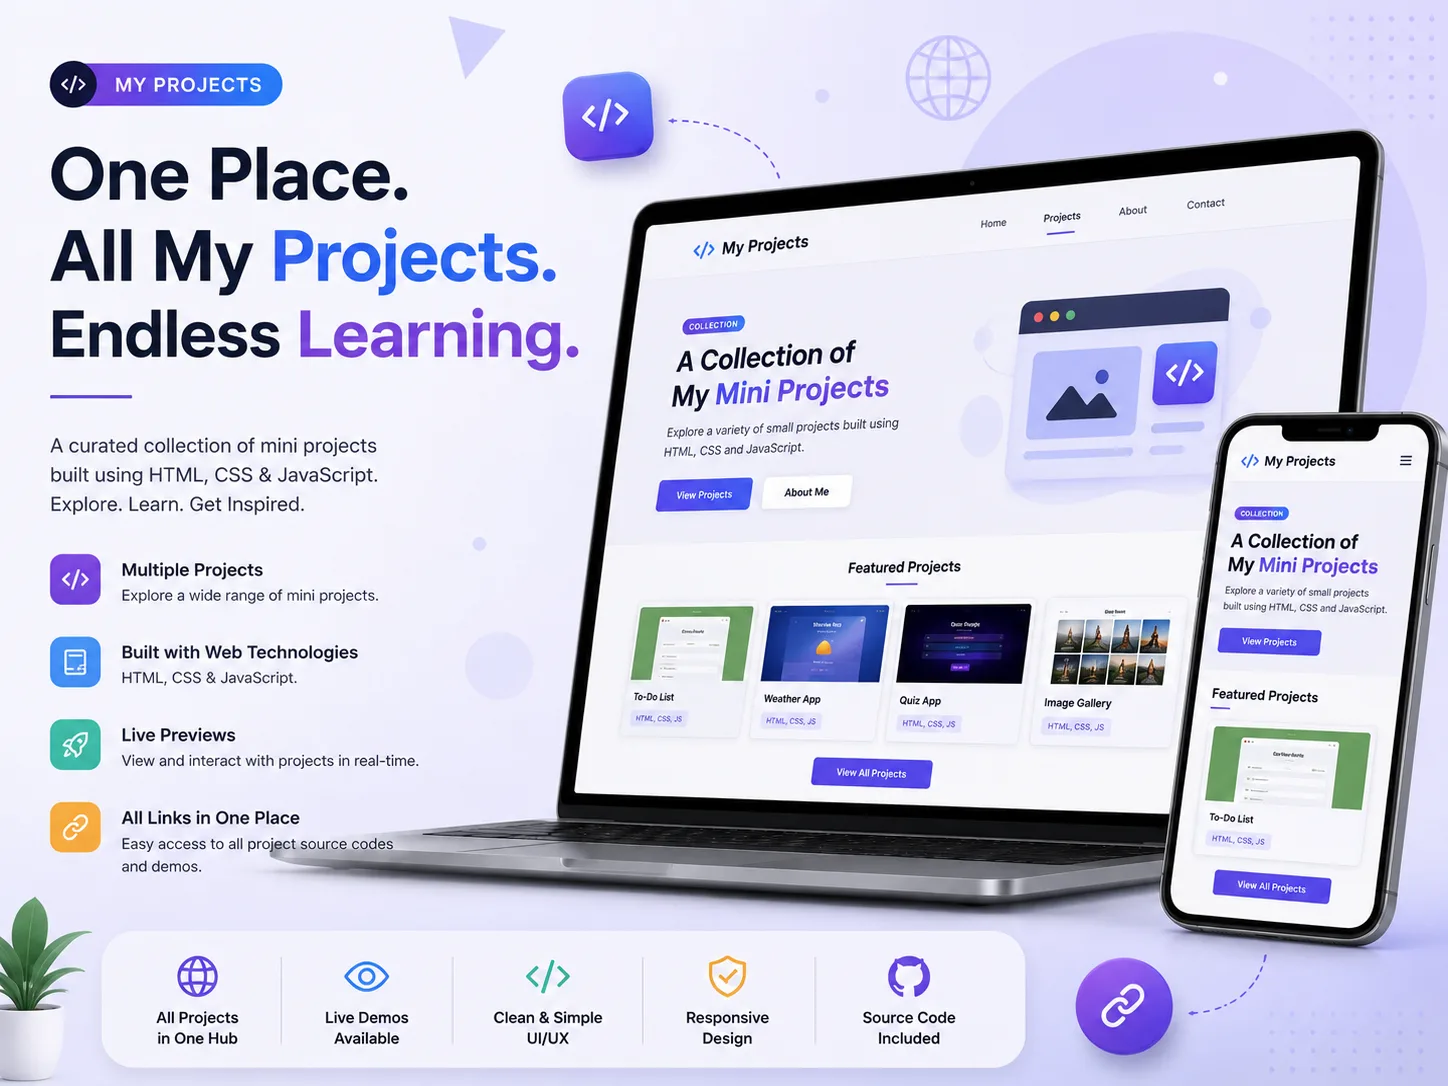 </> MY PROJECTS
One Place.
All My Projects.
Endless Learning.
A curated collection of mini projects
built using HTML, CSS & JavaScript.
Explore. Learn. Get Inspired.
</> Multiple Projects
Explore a wide range of mini projects.
Built with Web Technologies
HTML, CSS & JavaScript.
Live Previews
View and interact with projects in real-time.
All Links in One Place
Easy access to all project source codes
and demos.
</>
</> My Projects
Home Projects About Contact
COLLECTION
A Collection of
My Mini Projects
Explore a variety of small projects built using
HTML, CSS and JavaScript.
View Projects About Me
</>
Featured Projects
To-Do List
HTML, CSS, JS
Weather App
HTML, CSS, JS
Quiz App
HTML, CSS, JS
Image Gallery
HTML, CSS, JS
View All Projects
</> My Projects
COLLECTION
A Collection of
My Mini Projects
Explore a variety of small projects
built using HTML, CSS and JavaScript.
View Projects
Featured Projects
To-Do List
HTML, CSS, JS
View All Projects
All Projects
in One Hub
Live Demos
Available
</>
Clean & Simple
UI/UX
Responsive
Design
Source Code
Included